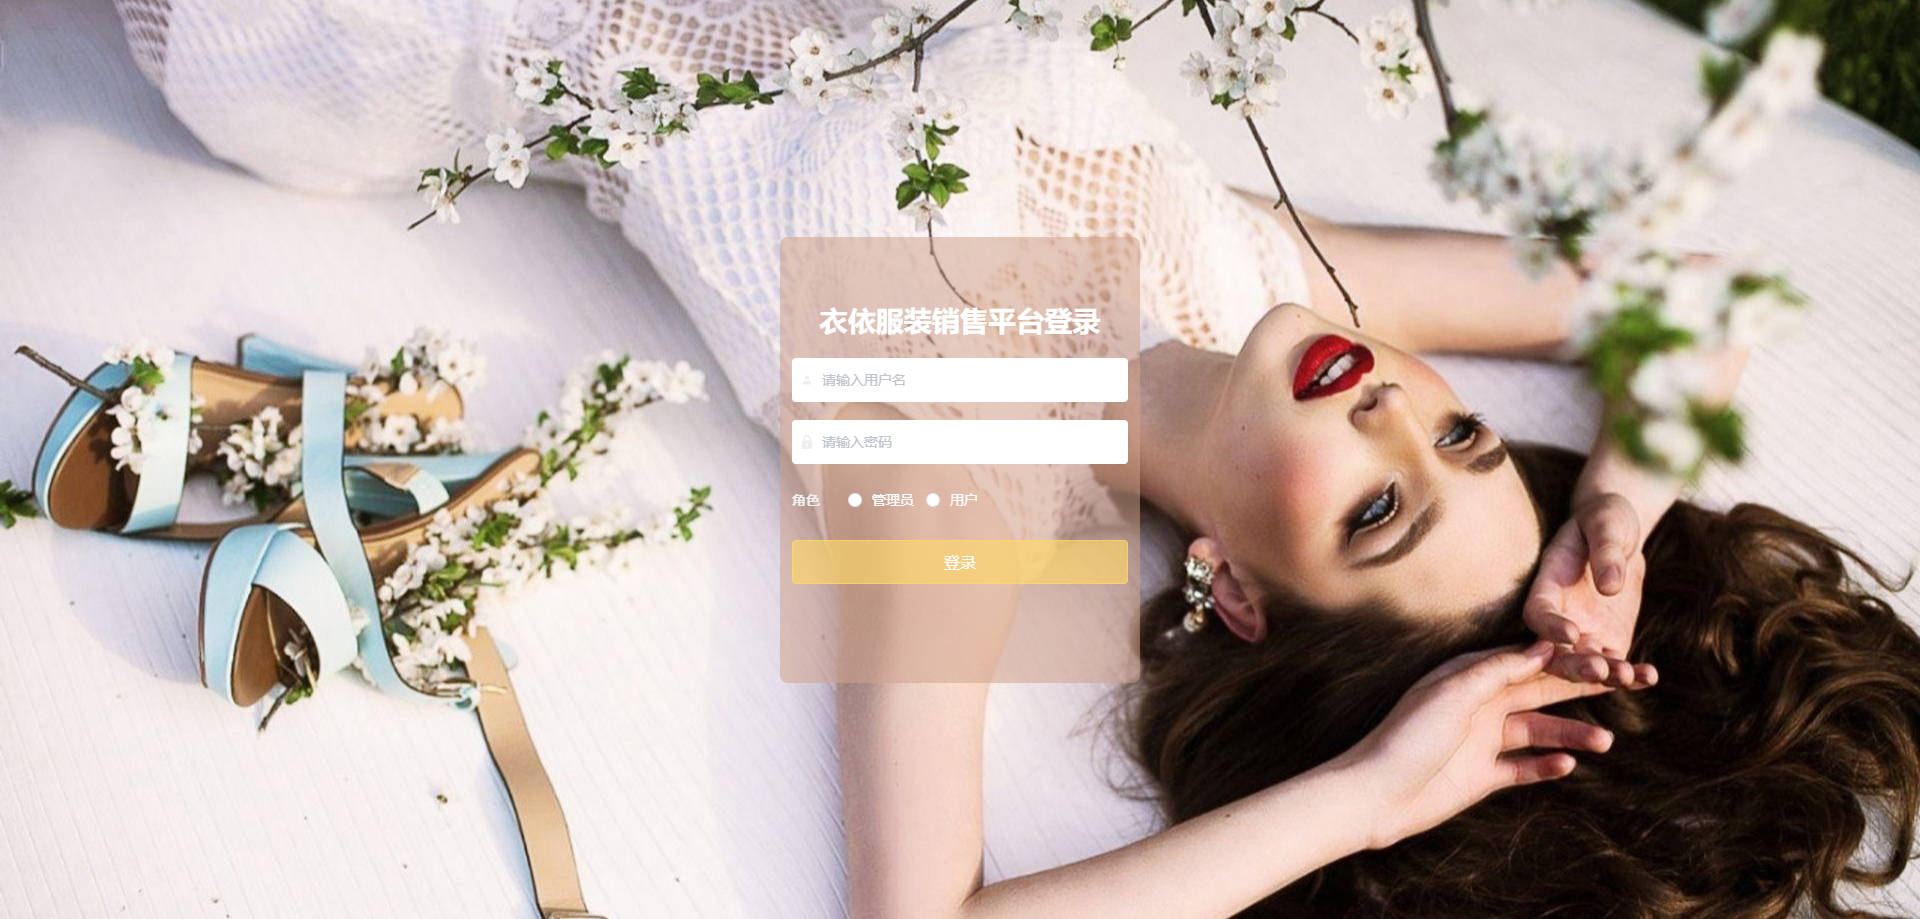 衣依服装销售平台登录
请输入用户名
请输入密码
角色 管理员 用户
登录